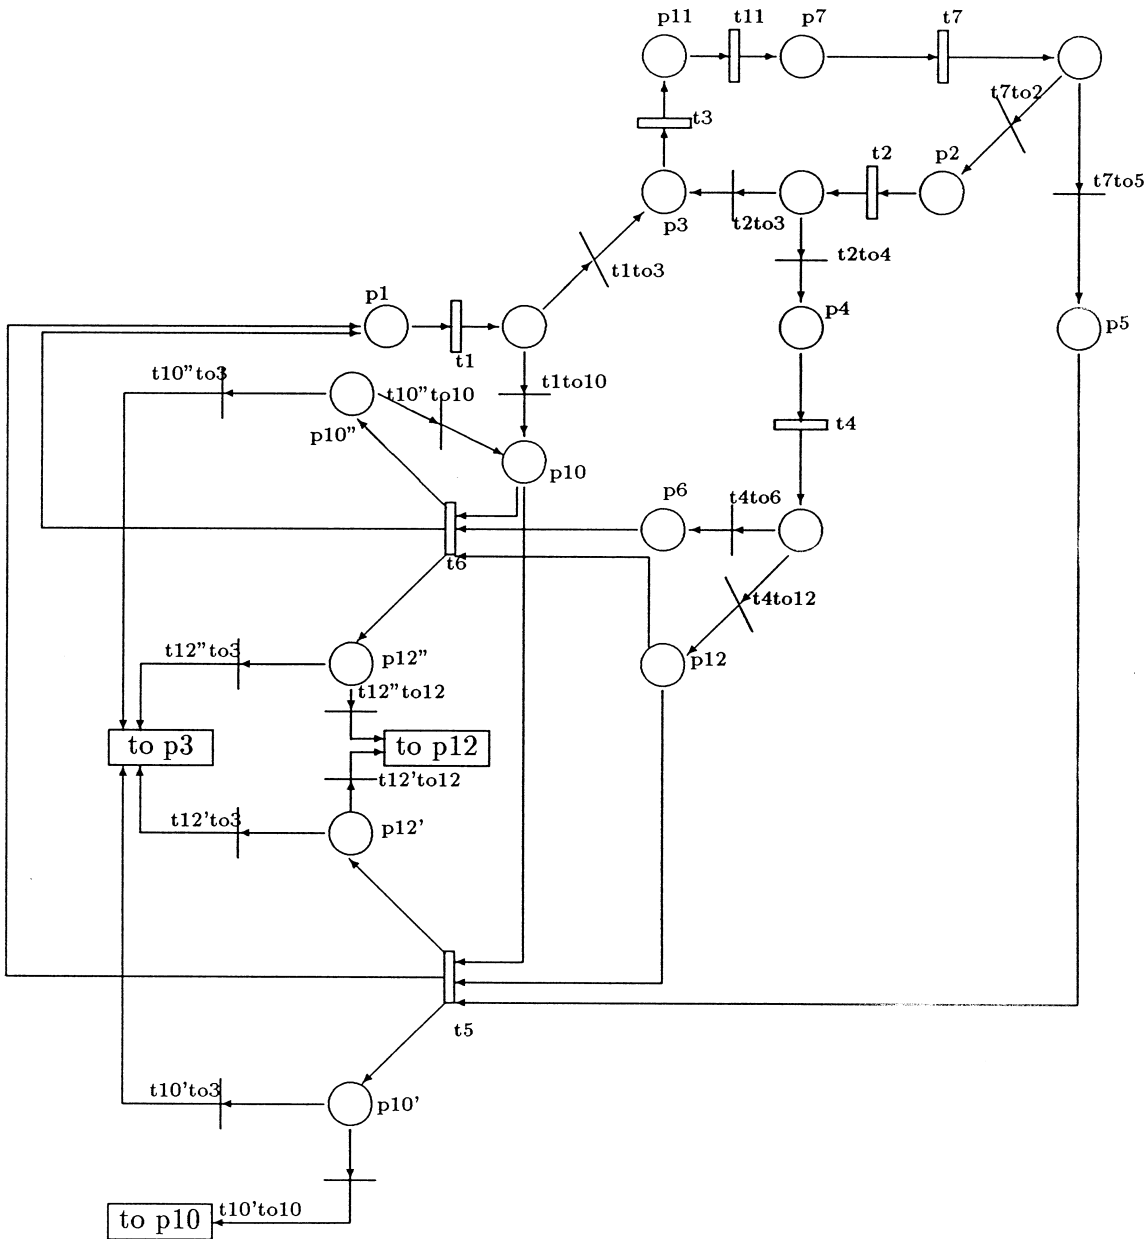 p11 t11 p7 t7
t7to2
t3
t2 p2
t7to5
p3 t2to3
t1to3 t2to4
p1 p4 p5
t1
t10"to3 t10"to10 t1to10
p10" t4
p10 p6 t4to6
t6
t4to12
t12"to3 p12" p12
t12"to12
to p3 to p12
t12'to12
t12'to3 p12'
t5
t10'to3 p10'
to p10 t10'to10